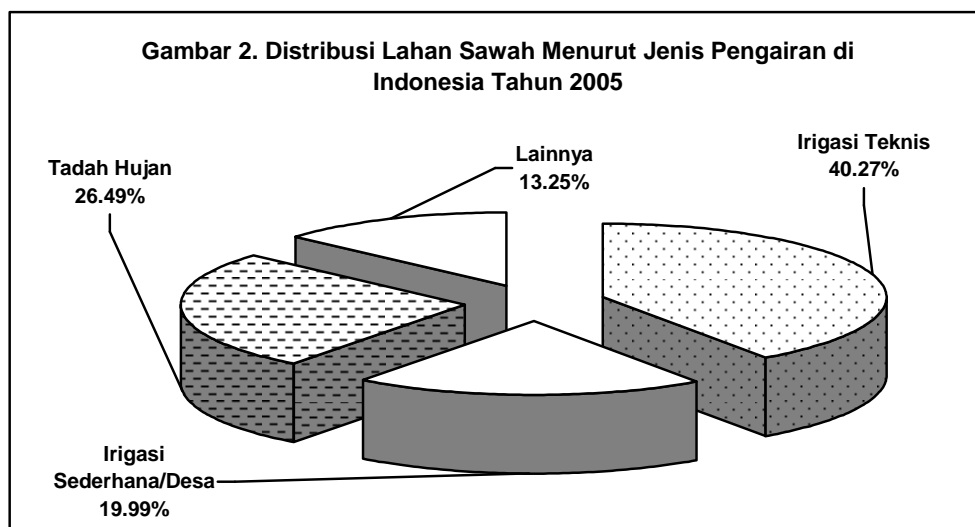 Gambar 2. Distribusi Lahan Sawah Menurut Jenis Pengairan di
Indonesia Tahun 2005
Irigasi Teknis
40.27%
Lainnya
13.25%
Tadah Hujan
26.49%
Irigasi
Sederhana/Desa
19.99%